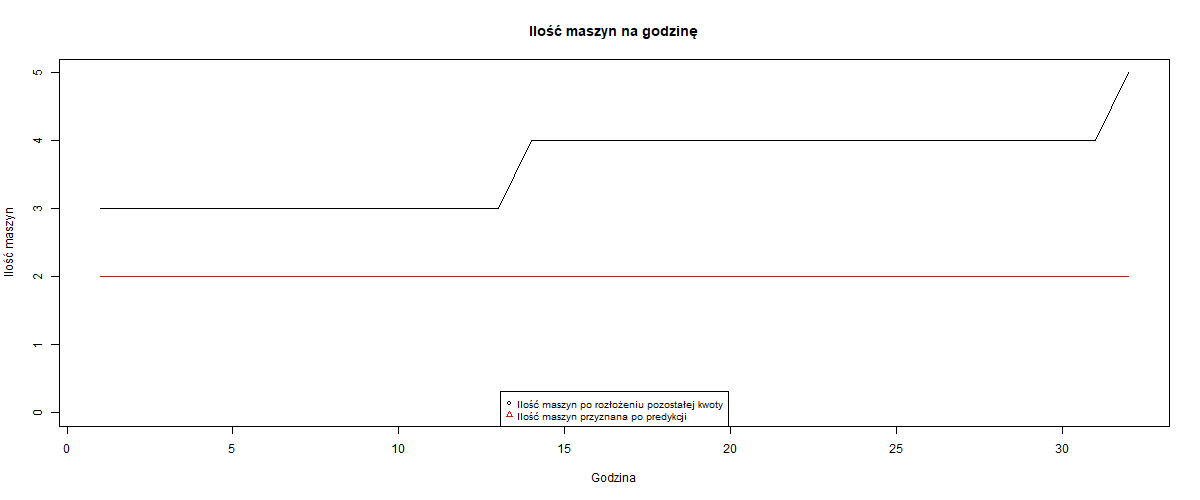 Ilość maszyn na godzinę
Ilość maszyn
5
4
3
2
1
0
Ilość maszyn po rozłożeniu pozostałej kwoty
Ilość maszyn przyznana po predykcji
0 5 10 15 20 25 30
Godzina